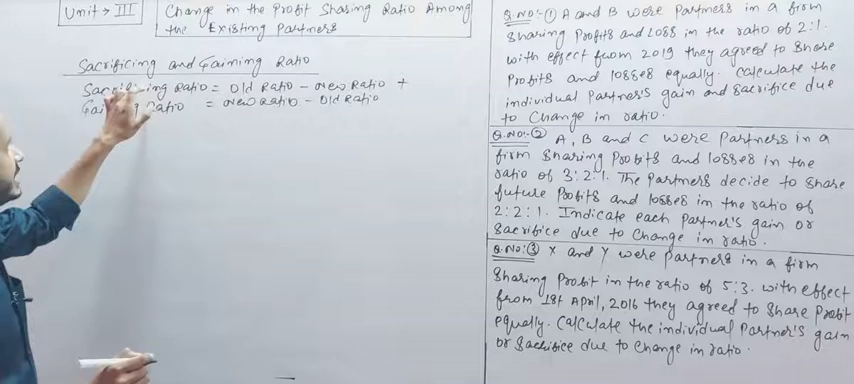 Unit → III
Change in the Profit Sharing Ratio Among
the Existing Partners
Sacrificing and Gaining Ratio
Sacrificing Ratio = Old Ratio - New Ratio +
Gaining Ratio = New Ratio - Old Ratio
Q.No:-① A and B were Partners in a firm
Sharing Profits and Loss in the ratio of 2:1.
with effect from 2019 they agreed to Share
Profits and losses equally. Calculate the
individual Partner's gain and Sacrifice due
to Change in ratio.
Q.No:-② A, B and C were Partners in a
firm Sharing Profits and losses in the
ratio of 3:2:1. The Partners decide to Share
future Profits and losses in the ratio of
2:2:1. Indicate each Partner's gain or
Sacrifice due to Change in ratio.
Q.No:-③ X and Y were Partners in a firm
Sharing Profit in the ratio of 5:3. with effect
from 1st April, 2016 they agreed to Share Profit
equally. Calculate the individual Partner's gain
or Sacrifice due to change in ratio.